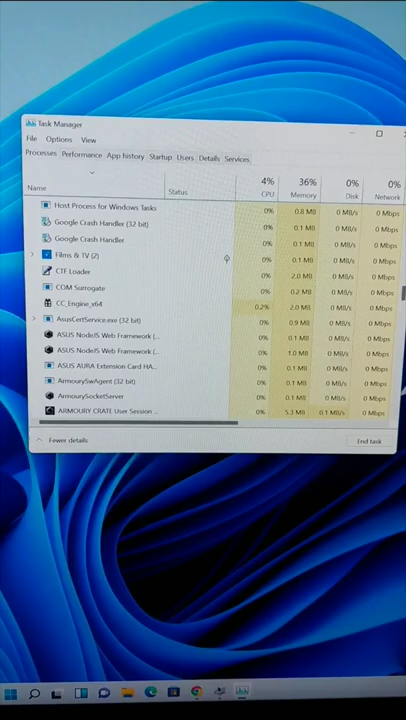 Task Manager
File Options View
Processes Performance App history Startup Users Details Services
4% 36% 0% 0%
Name Status CPU Memory Disk Network
Host Process for Windows Tasks 0% 0.8 MB 0 MB/s 0 Mbps
Google Crash Handler (32 bit) 0% 0.1 MB 0 MB/s 0 Mbps
Google Crash Handler 0% 0.1 MB 0 MB/s 0 Mbps
Films & TV (2) 0% 0.1 MB 0 MB/s 0 Mbps
CTF Loader 0% 2.0 MB 0 MB/s 0 Mbps
COM Surrogate 0% 0.2 MB 0 MB/s 0 Mbps
CC_Engine_x64 0.2% 2.0 MB 0 MB/s 0 Mbps
AsusCertService.exe (32 bit) 0% 0.9 MB 0 MB/s 0 Mbps
ASUS NodeJS Web Framework (... 0% 0.1 MB 0 MB/s 0 Mbps
ASUS NodeJS Web Framework (... 0% 1.0 MB 0 MB/s 0 Mbps
ASUS AURA Extension Card HA... 0% 0.1 MB 0 MB/s 0 Mbps
ArmourySwAgent (32 bit) 0% 0.1 MB 0 MB/s 0 Mbps
ArmourySocketServer 0% 0.1 MB 0 MB/s 0 Mbps
ARMOURY CRATE User Session ... 0% 5.3 MB 0.1 MB/s 0 Mbps
Fewer details End task